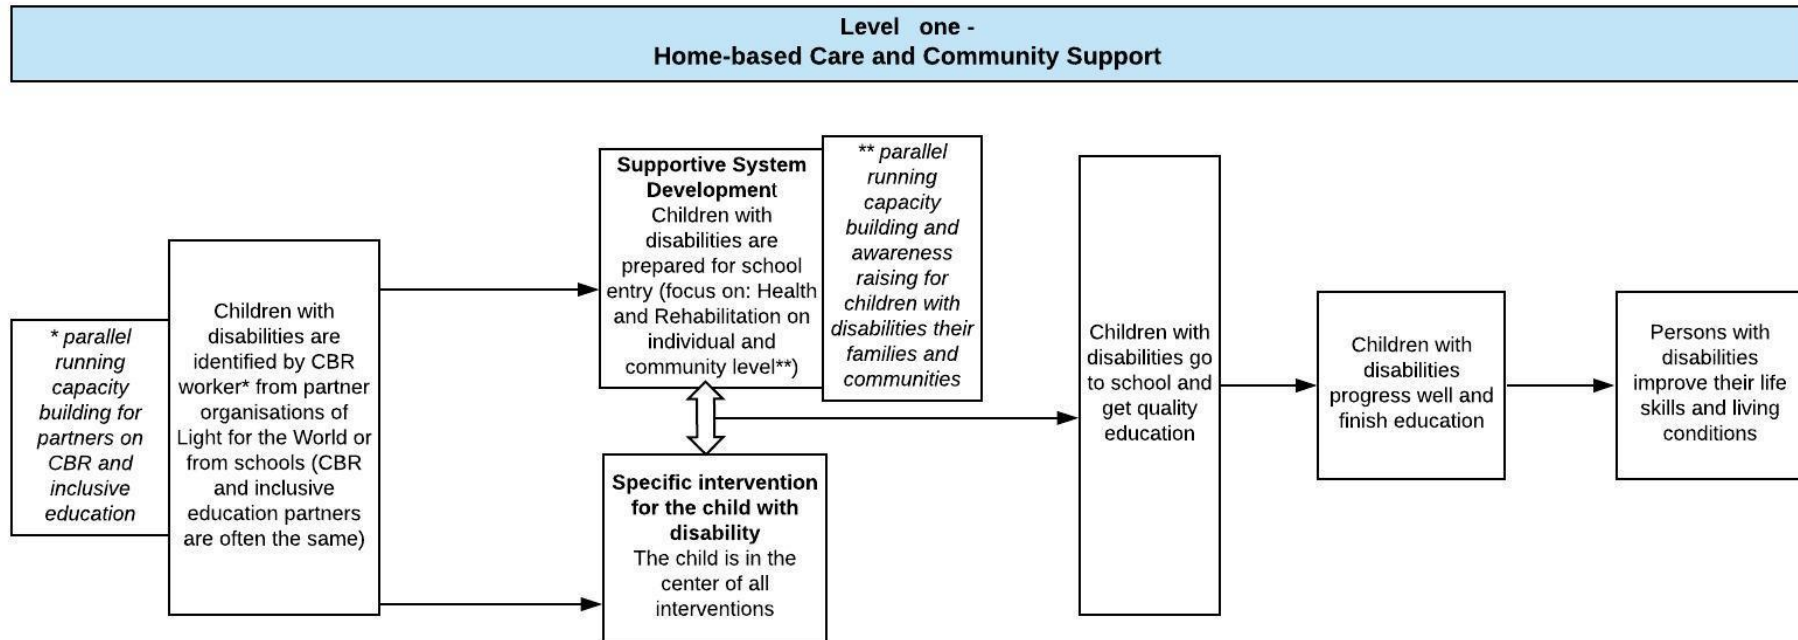 Level one -
Home-based Care and Community Support
* parallel
running
capacity
building for
partners on
CBR and
inclusive
education
Children with
disabilities are
identified by CBR
worker* from partner
organisations of
Light for the World or
from schools (CBR
and inclusive
education partners
are often the same)
Supportive System
Development
Children with
disabilities are
prepared for school
entry (focus on: Health
and Rehabilitation on
individual and
community level**)
** parallel
running
capacity
building and
awareness
raising for
children with
disabilities their
families and
communities
Specific intervention
for the child with
disability
The child is in the
center of all
interventions
Children with
disabilities go
to school and
get quality
education
Children with
disabilities
progress well and
finish education
Persons with
disabilities
improve their life
skills and living
conditions